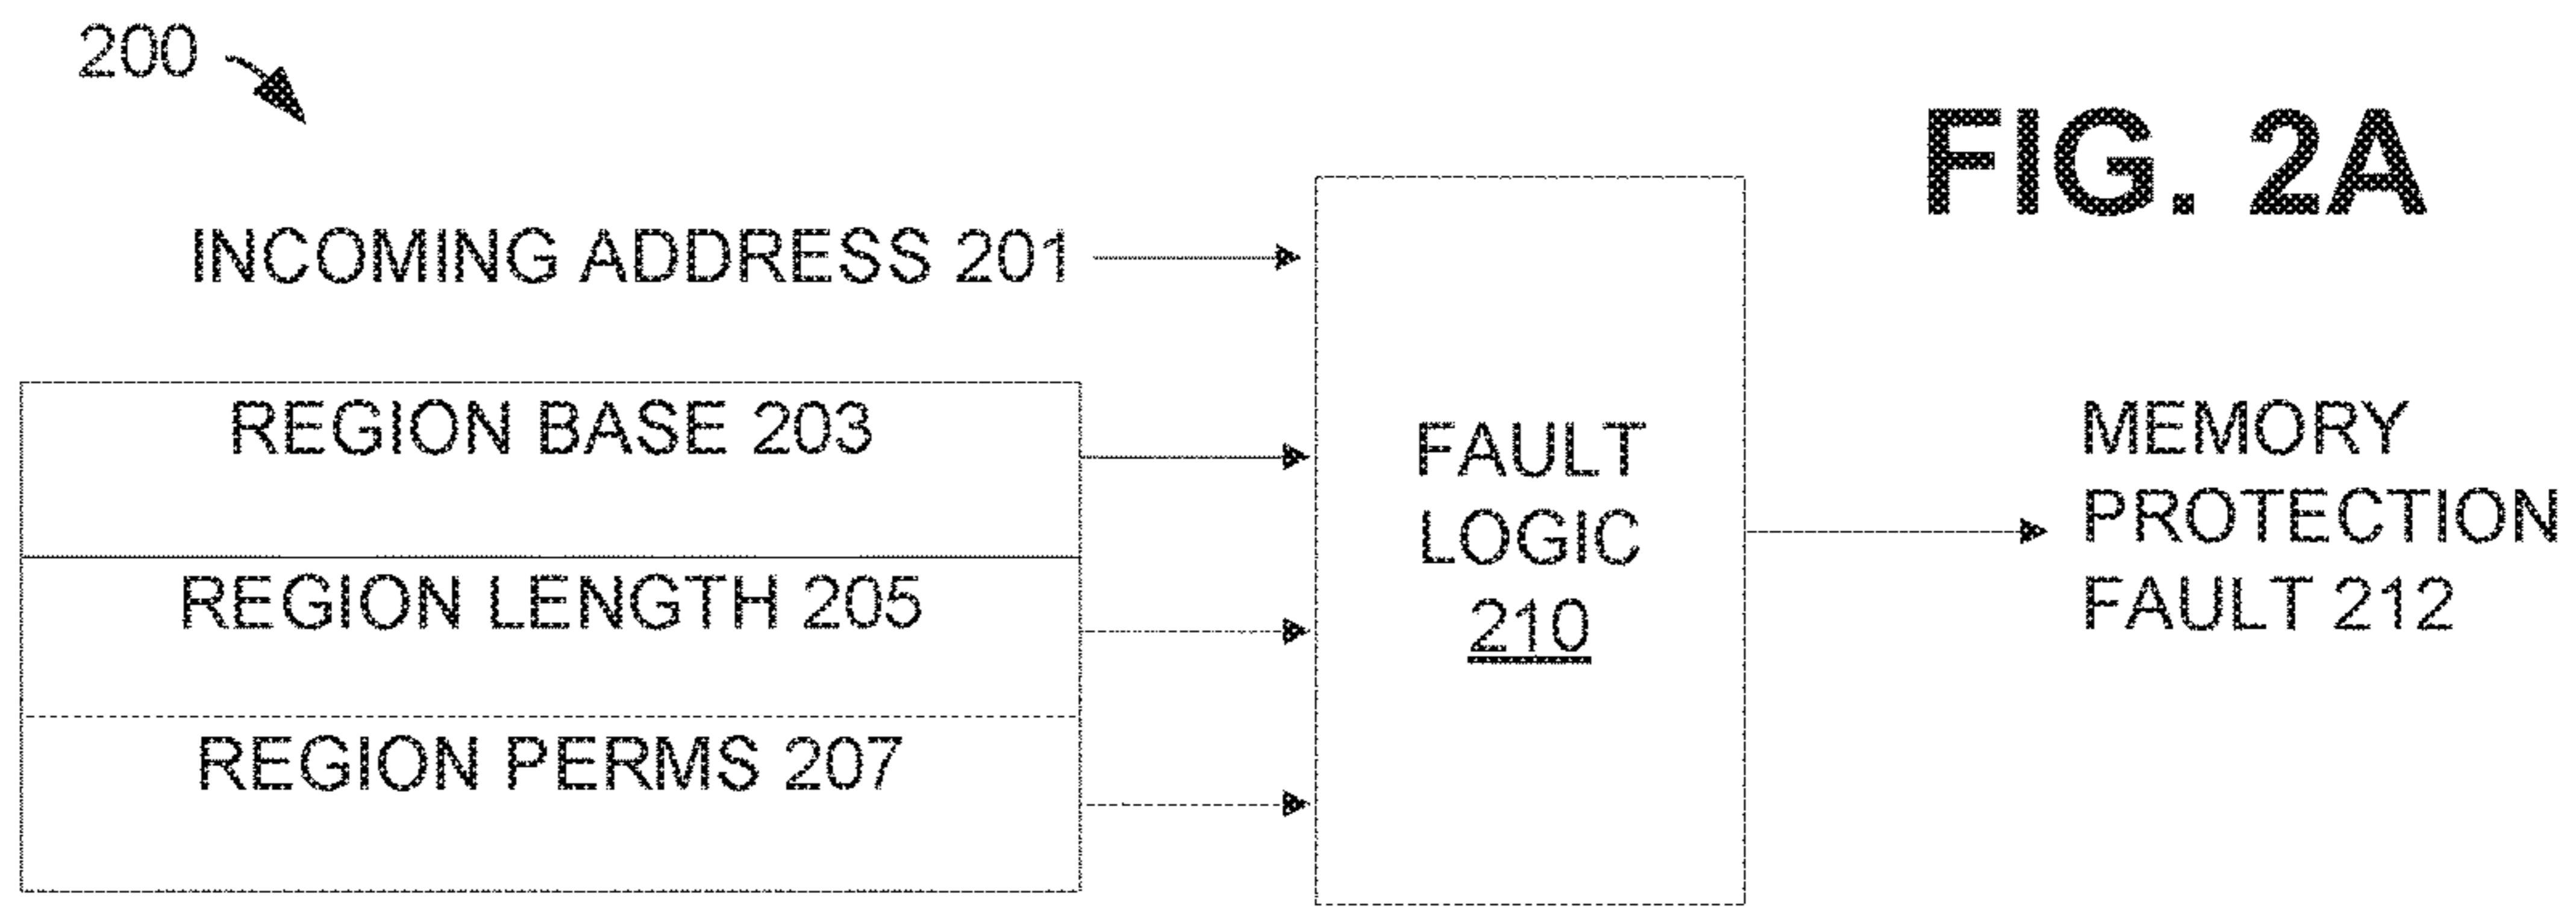 200
FIG. 2A
INCOMING ADDRESS 201
REGION BASE 203
REGION LENGTH 205
REGION PERMS 207
FAULT
LOGIC
210
MEMORY
PROTECTION
FAULT 212